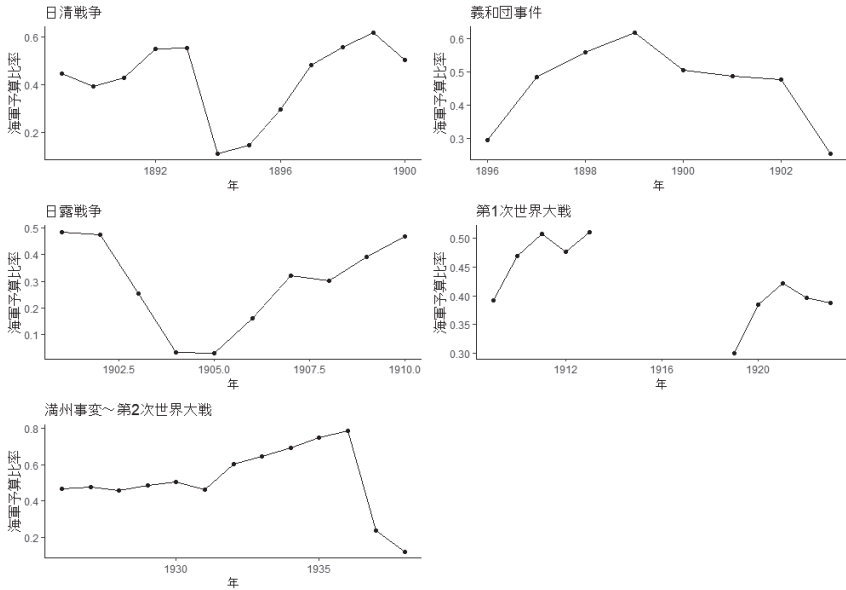 日清戦争
海軍予算比率
0.6
0.4
0.2
1892
1896
1900
年
義和団事件
海軍予算比率
0.6
0.5
0.4
0.3
1896
1898
1900
1902
年
日露戦争
海軍予算比率
0.5
0.4
0.3
0.2
0.1
1902.5
1905.0
1907.5
1910.0
年
第1次世界大戦
海軍予算比率
0.50
0.45
0.40
0.35
0.30
1912
1916
1920
年
満州事変～第2次世界大戦
海軍予算比率
0.8
0.6
0.4
0.2
1930
1935
年